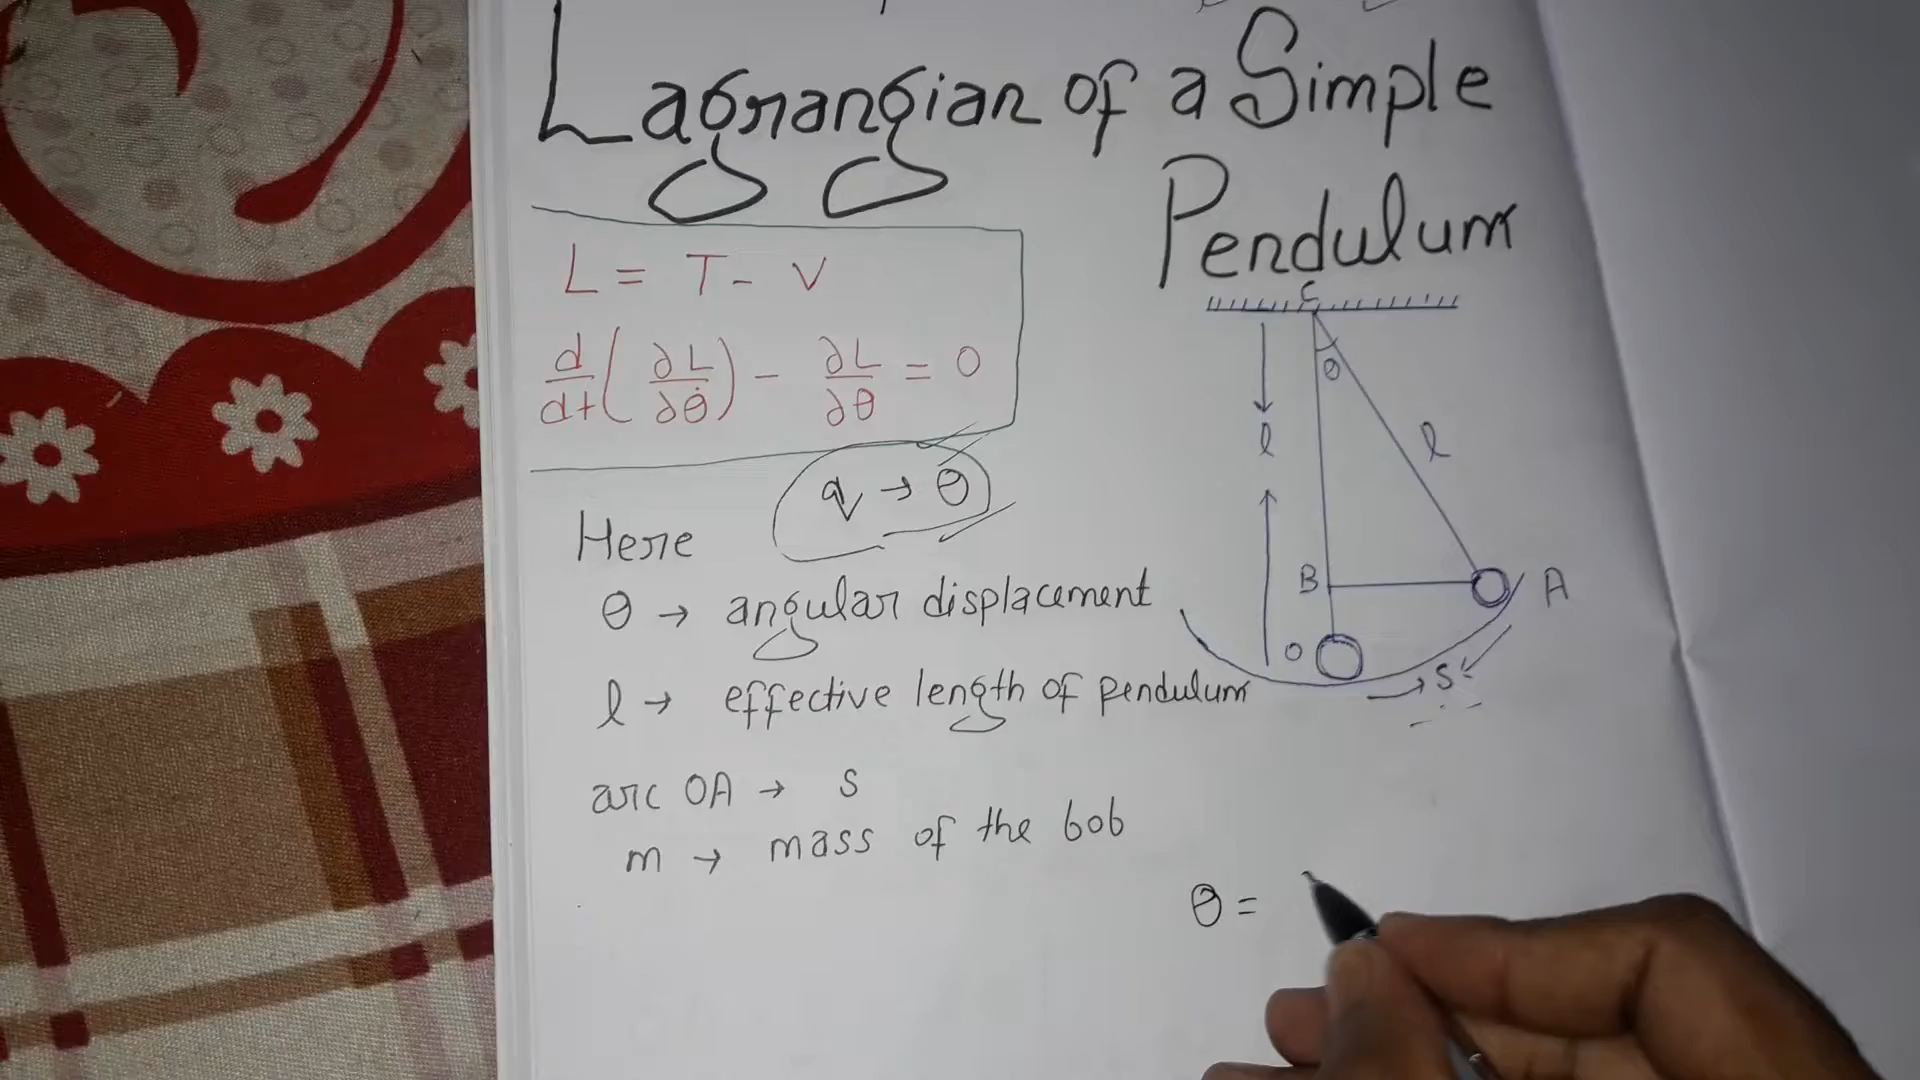 Lagrangian of a Simple
Pendulum
L = T - V
d/dt (∂L/∂θ̇) - ∂L/∂θ = 0
q → θ
Here
θ → angular displacement
l → effective length of pendulum
arc OA → s
m → mass of the bob
θ =
C
θ
l
l
B
A
O
S